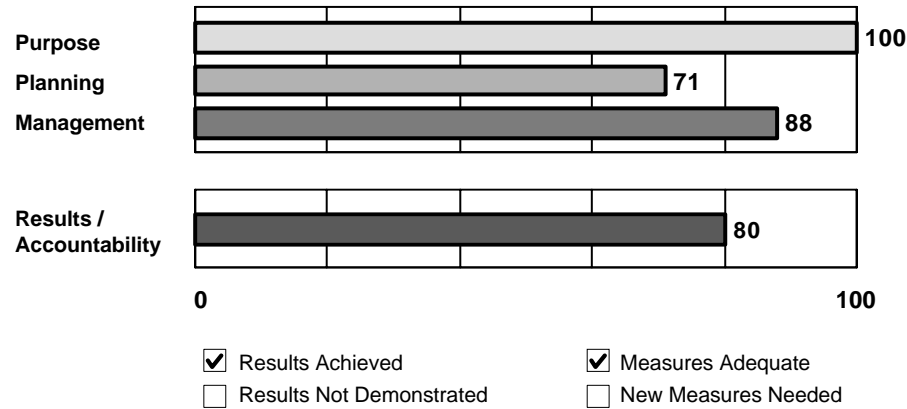 Purpose 100
Planning 71
Management 88
Results /
Accountability 80
0 100
Results Achieved Measures Adequate
Results Not Demonstrated New Measures Needed